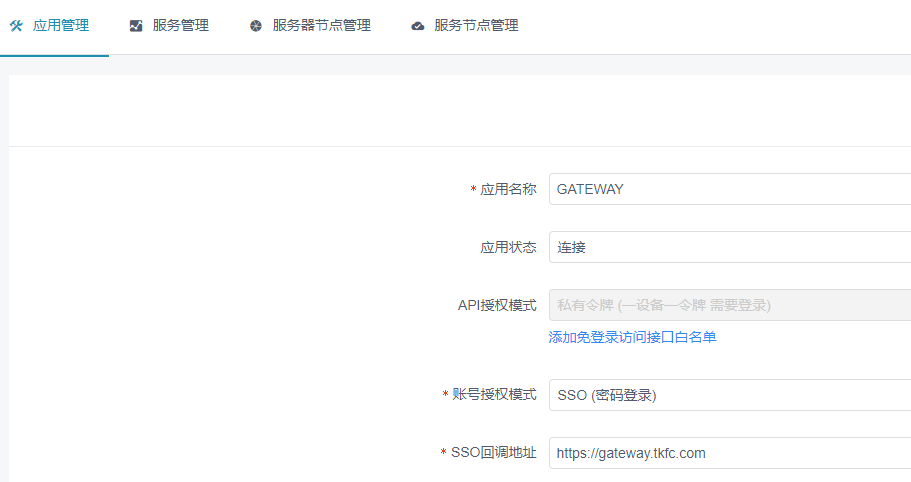 应用管理 服务管理 服务器节点管理 服务节点管理
* 应用名称 GATEWAY
应用状态 连接
API授权模式 私有令牌 (一设备一令牌 需要登录)
添加免登录访问接口白名单
* 账号授权模式 SSO (密码登录)
* SSO回调地址 https://gateway.tkfc.com